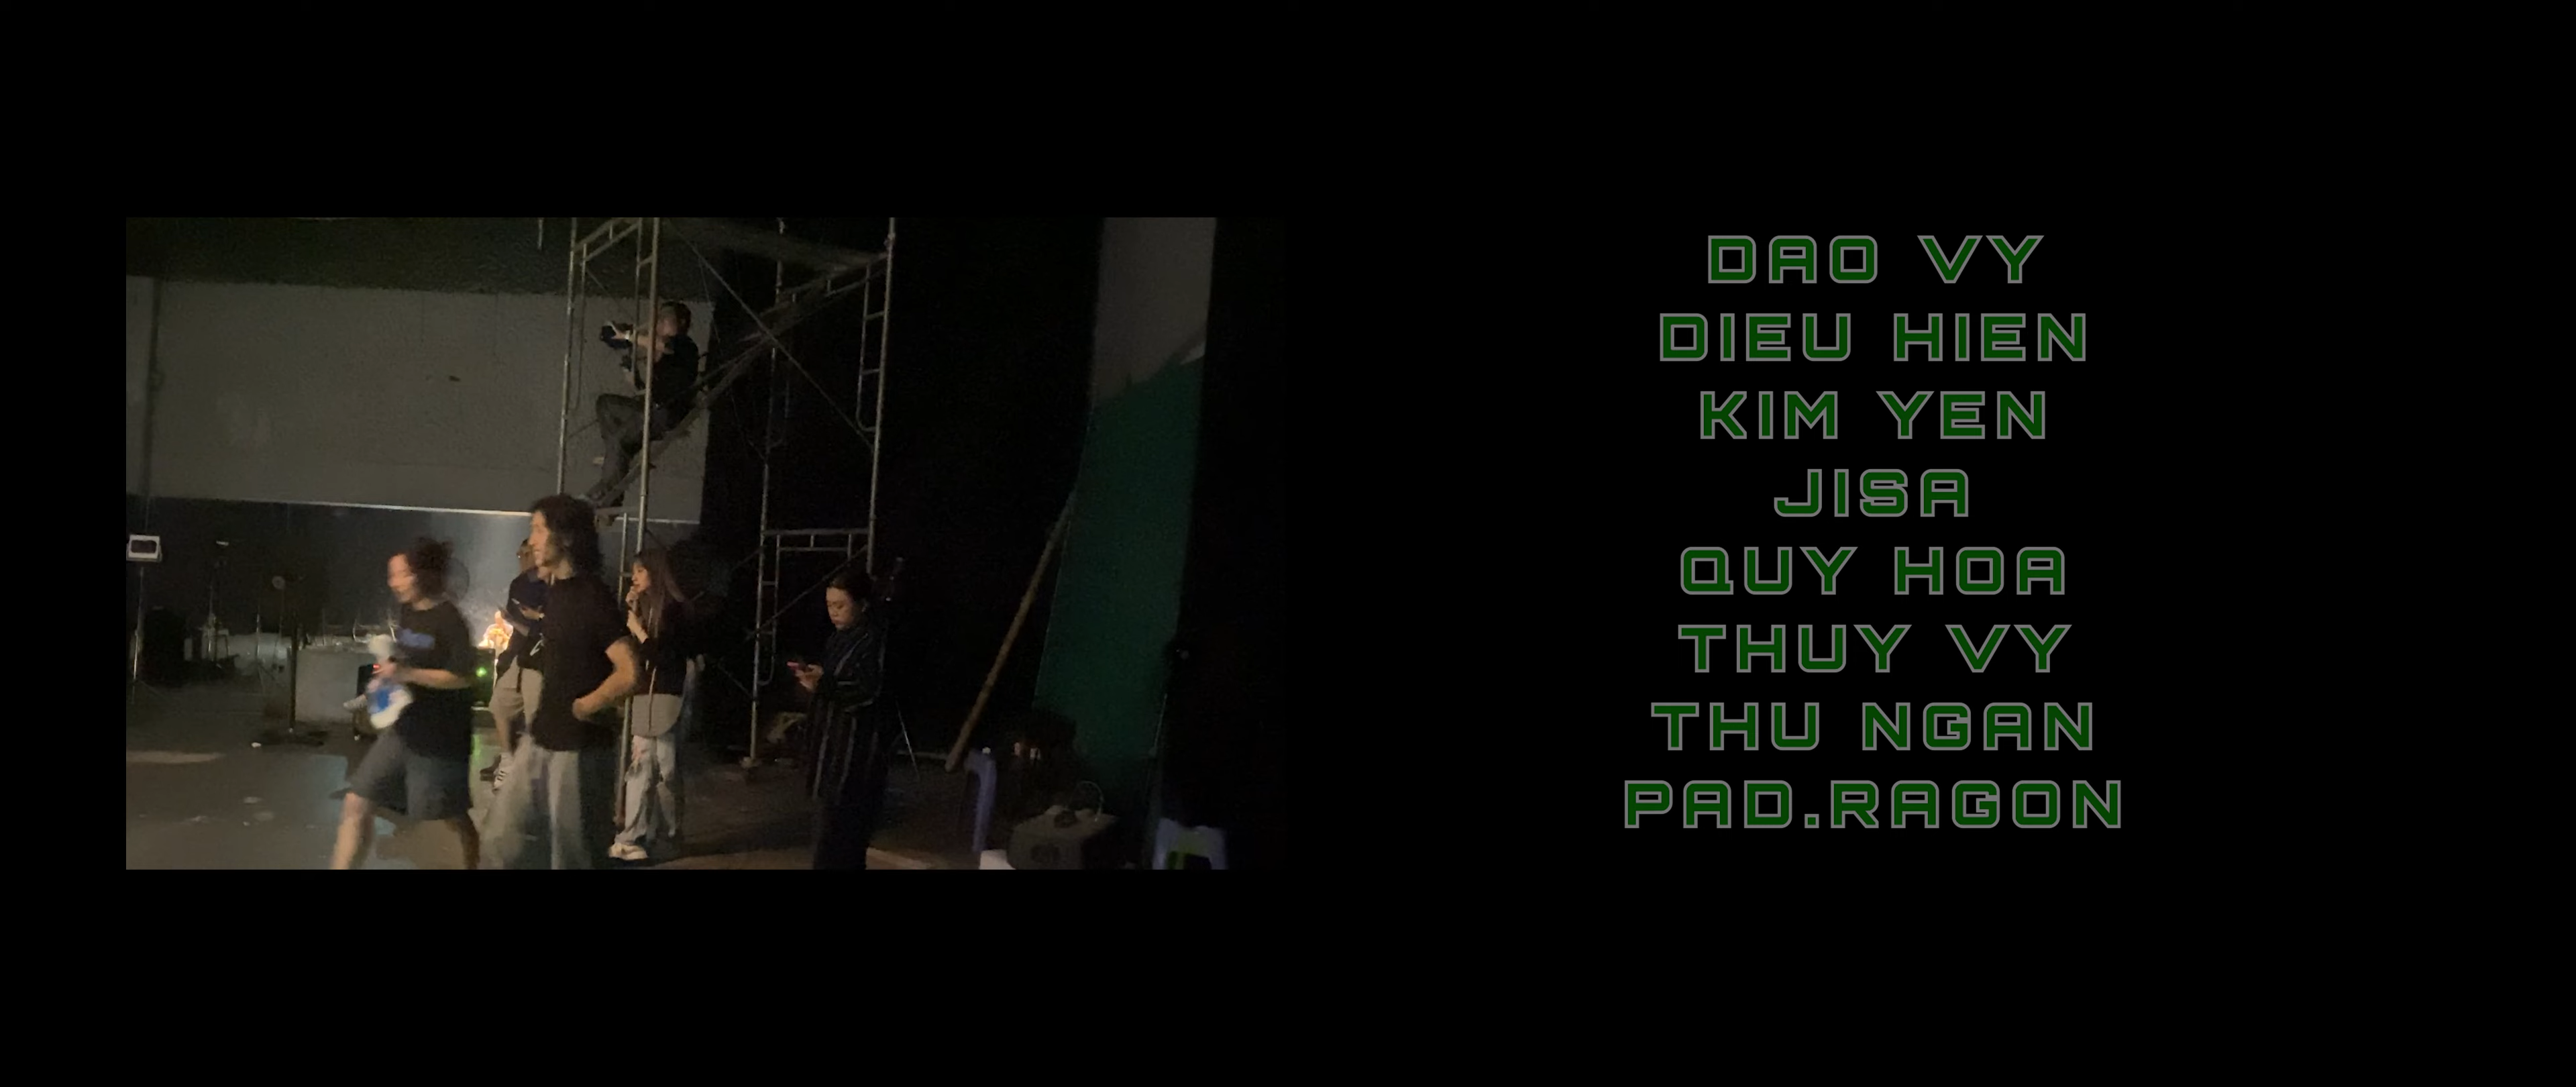 DAO VY
DIEU HIEN
KIM YEN
JISA
QUY HOA
THUY VY
THU NGAN
PAD.RAGON